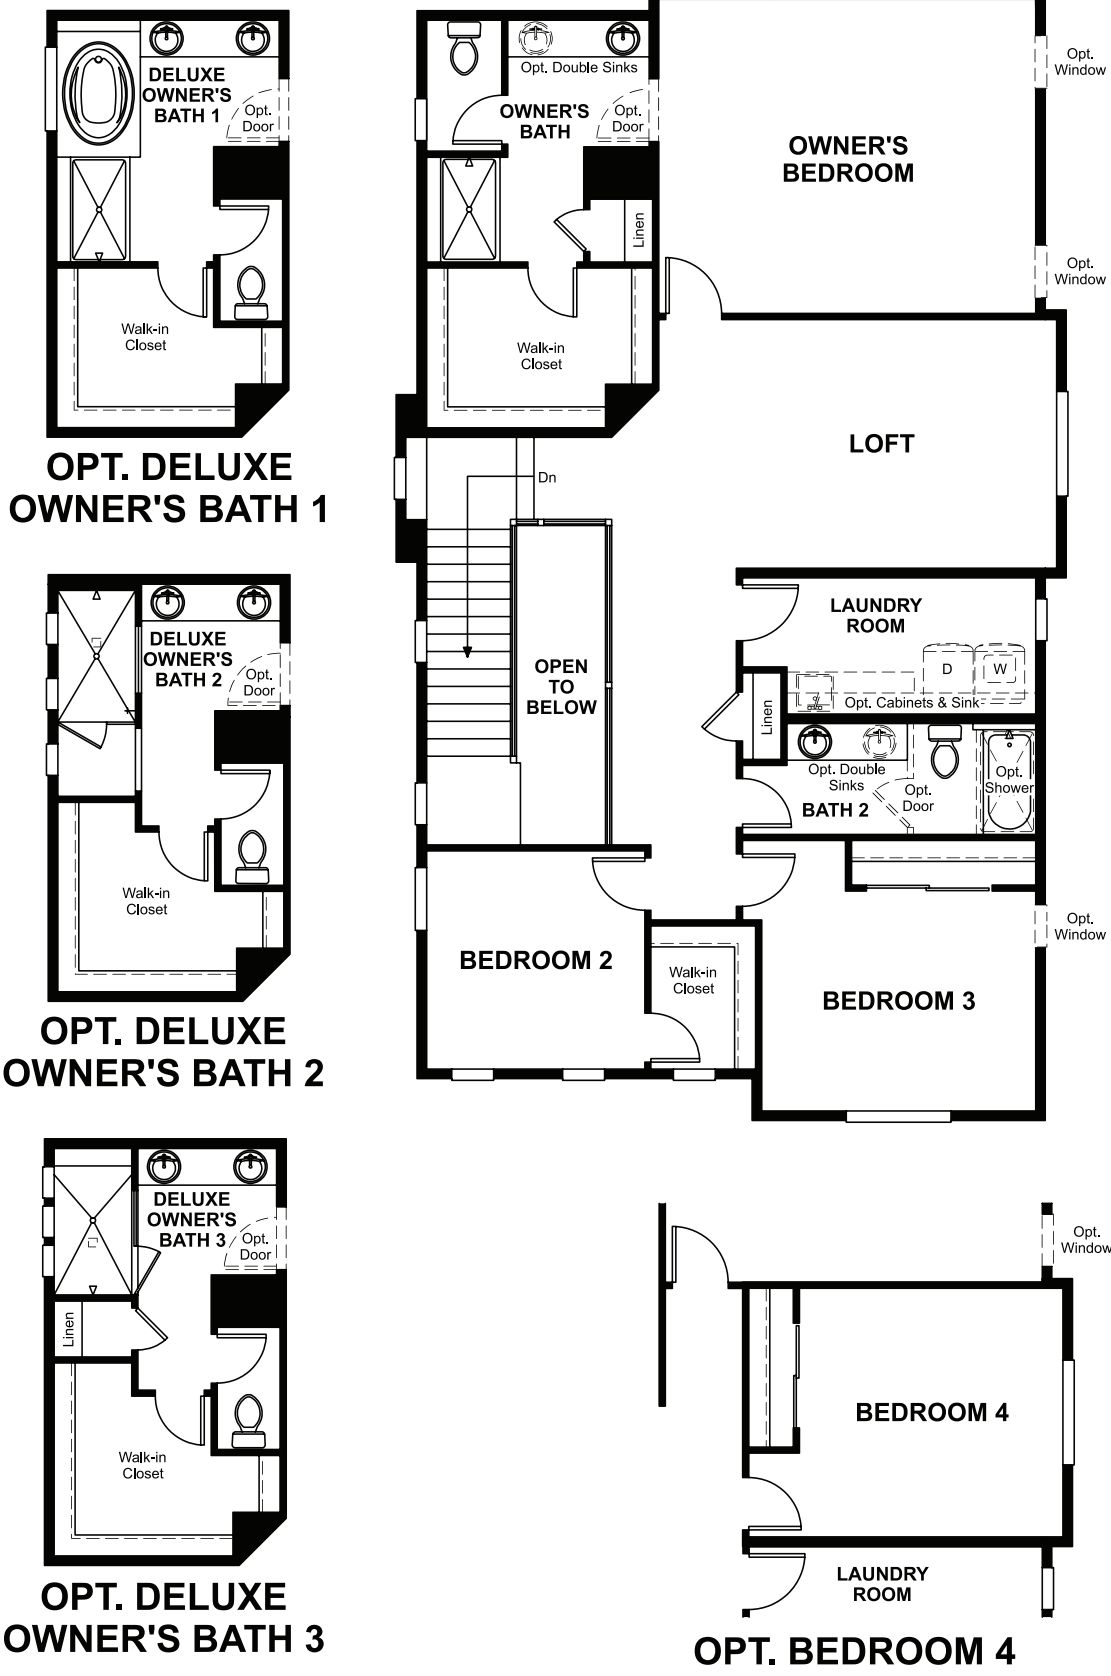 DELUXE
OWNER'S
BATH 1
Opt.
Door
Walk-in
Closet
OPT. DELUXE
OWNER'S BATH 1
DELUXE
OWNER'S
BATH 2
Opt.
Door
Walk-in
Closet
OPT. DELUXE
OWNER'S BATH 2
DELUXE
OWNER'S
BATH 3
Opt.
Door
Linen
Walk-in
Closet
OPT. DELUXE
OWNER'S BATH 3
Opt. Double Sinks
OWNER'S
BATH
Opt.
Door
Linen
Walk-in
Closet
OWNER'S
BEDROOM
Opt.
Window
Opt.
Window
LOFT
Dn
OPEN
TO
BELOW
LAUNDRY
ROOM
D
W
Opt. Cabinets & Sink
Linen
Opt. Double
Sinks
BATH 2
Opt.
Door
Opt.
Shower
BEDROOM 2
Walk-in
Closet
BEDROOM 3
Opt.
Window
Opt.
Window
BEDROOM 4
LAUNDRY
ROOM
OPT. BEDROOM 4